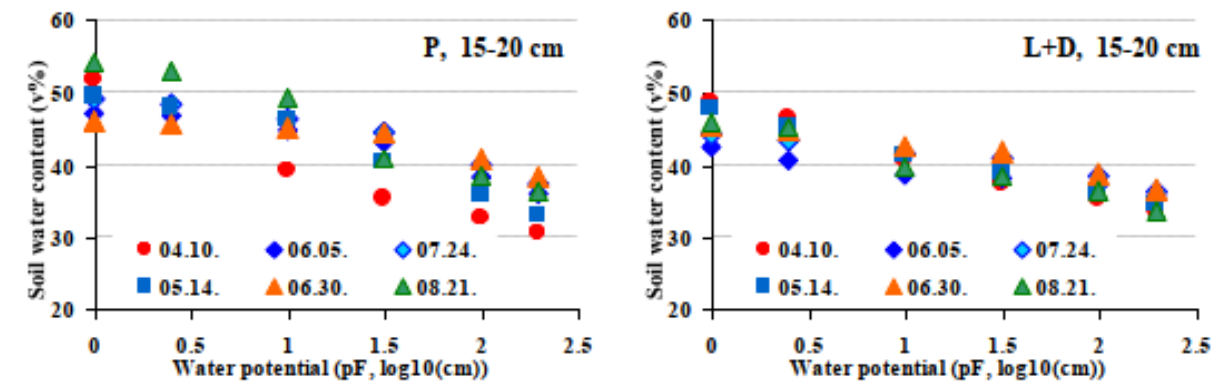 60
50
40
30
20
Soil water content (v%)
P, 15-20 cm
04.10. 06.05. 07.24.
05.14. 06.30. 08.21.
0 0.5 1 1.5 2 2.5
Water potential (pF, log10(cm))
60
50
40
30
20
Soil water content (v%)
L+D, 15-20 cm
04.10. 06.05. 07.24.
05.14. 06.30. 08.21.
0 0.5 1 1.5 2 2.5
Water potential (pF, log10(cm))